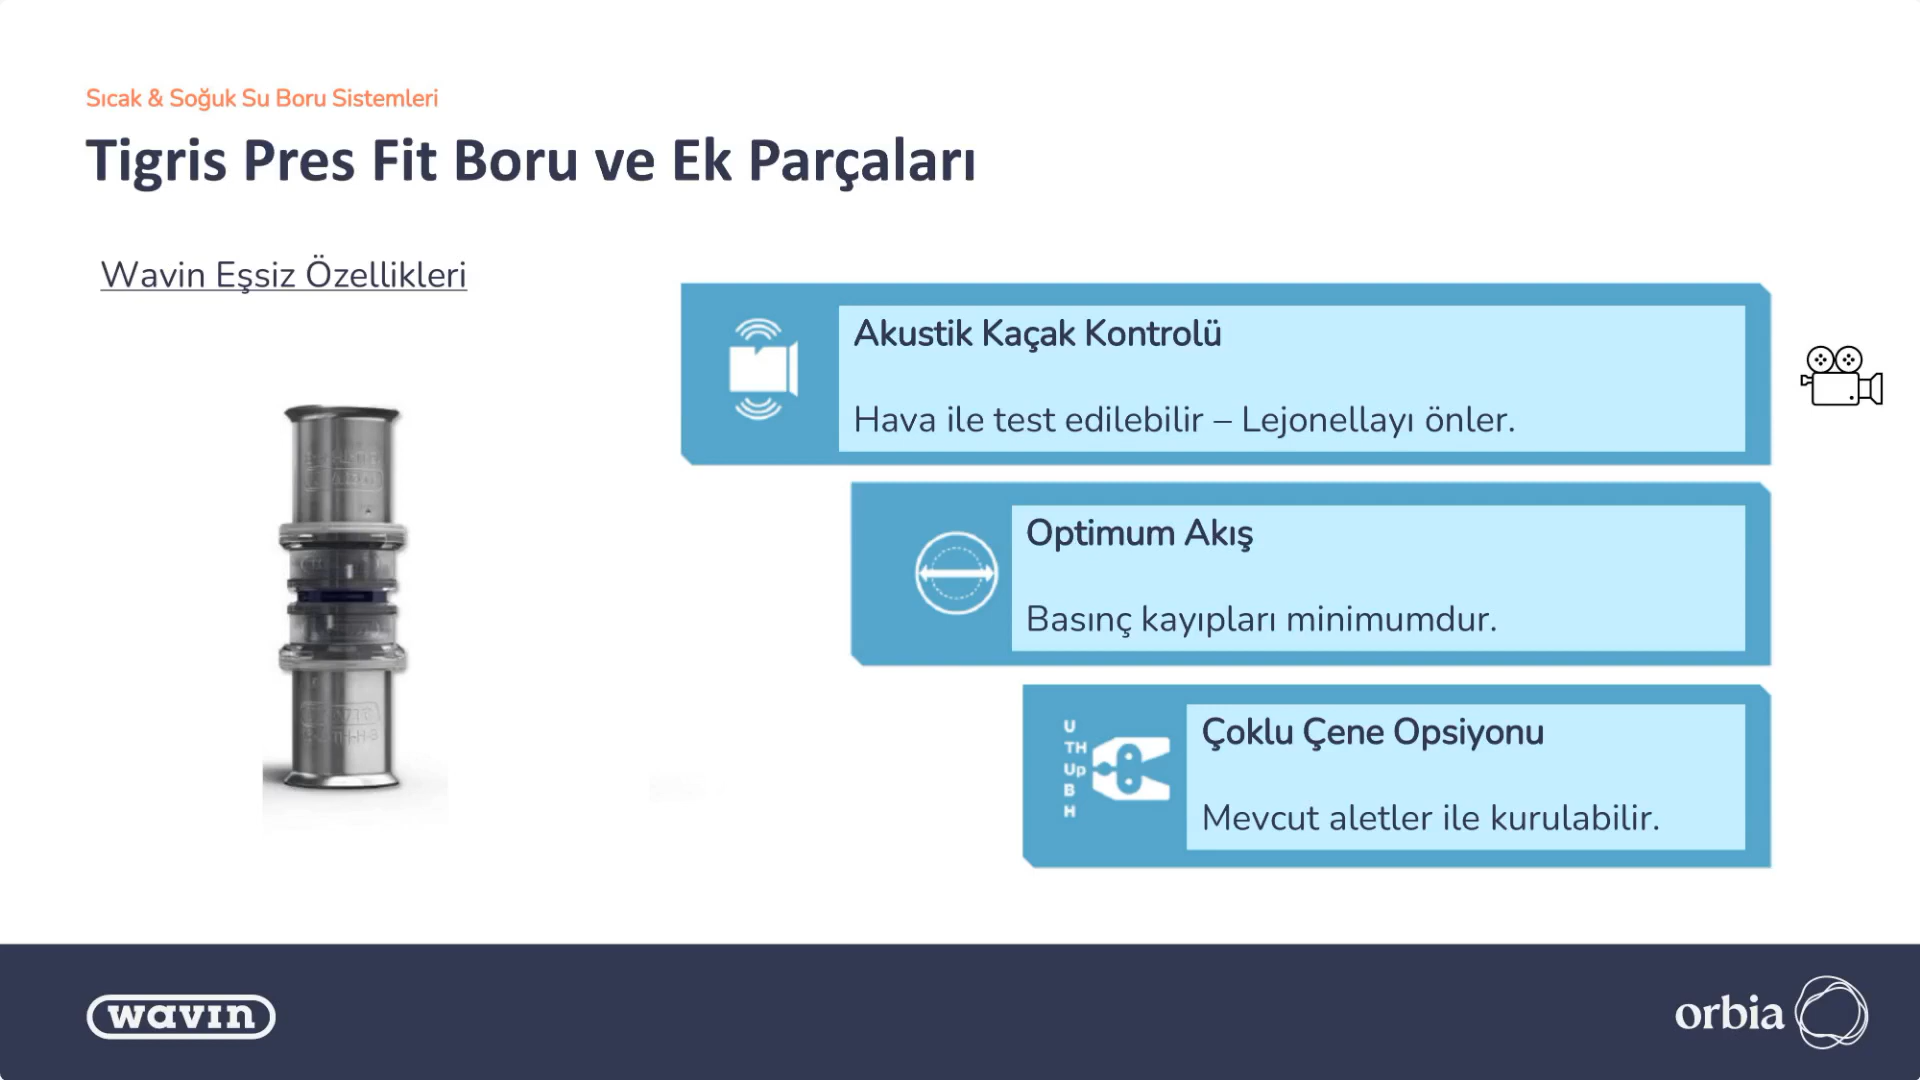 Sıcak & Soğuk Su Boru Sistemleri
Tigris Pres Fit Boru ve Ek Parçaları
Wavin Eşsiz Özellikleri
Akustik Kaçak Kontrolü
Hava ile test edilebilir – Lejonellayı önler.
Optimum Akış
Basınç kayıpları minimumdur.
U
TH
Up
B
H
Çoklu Çene Opsiyonu
Mevcut aletler ile kurulabilir.
wavin
orbia